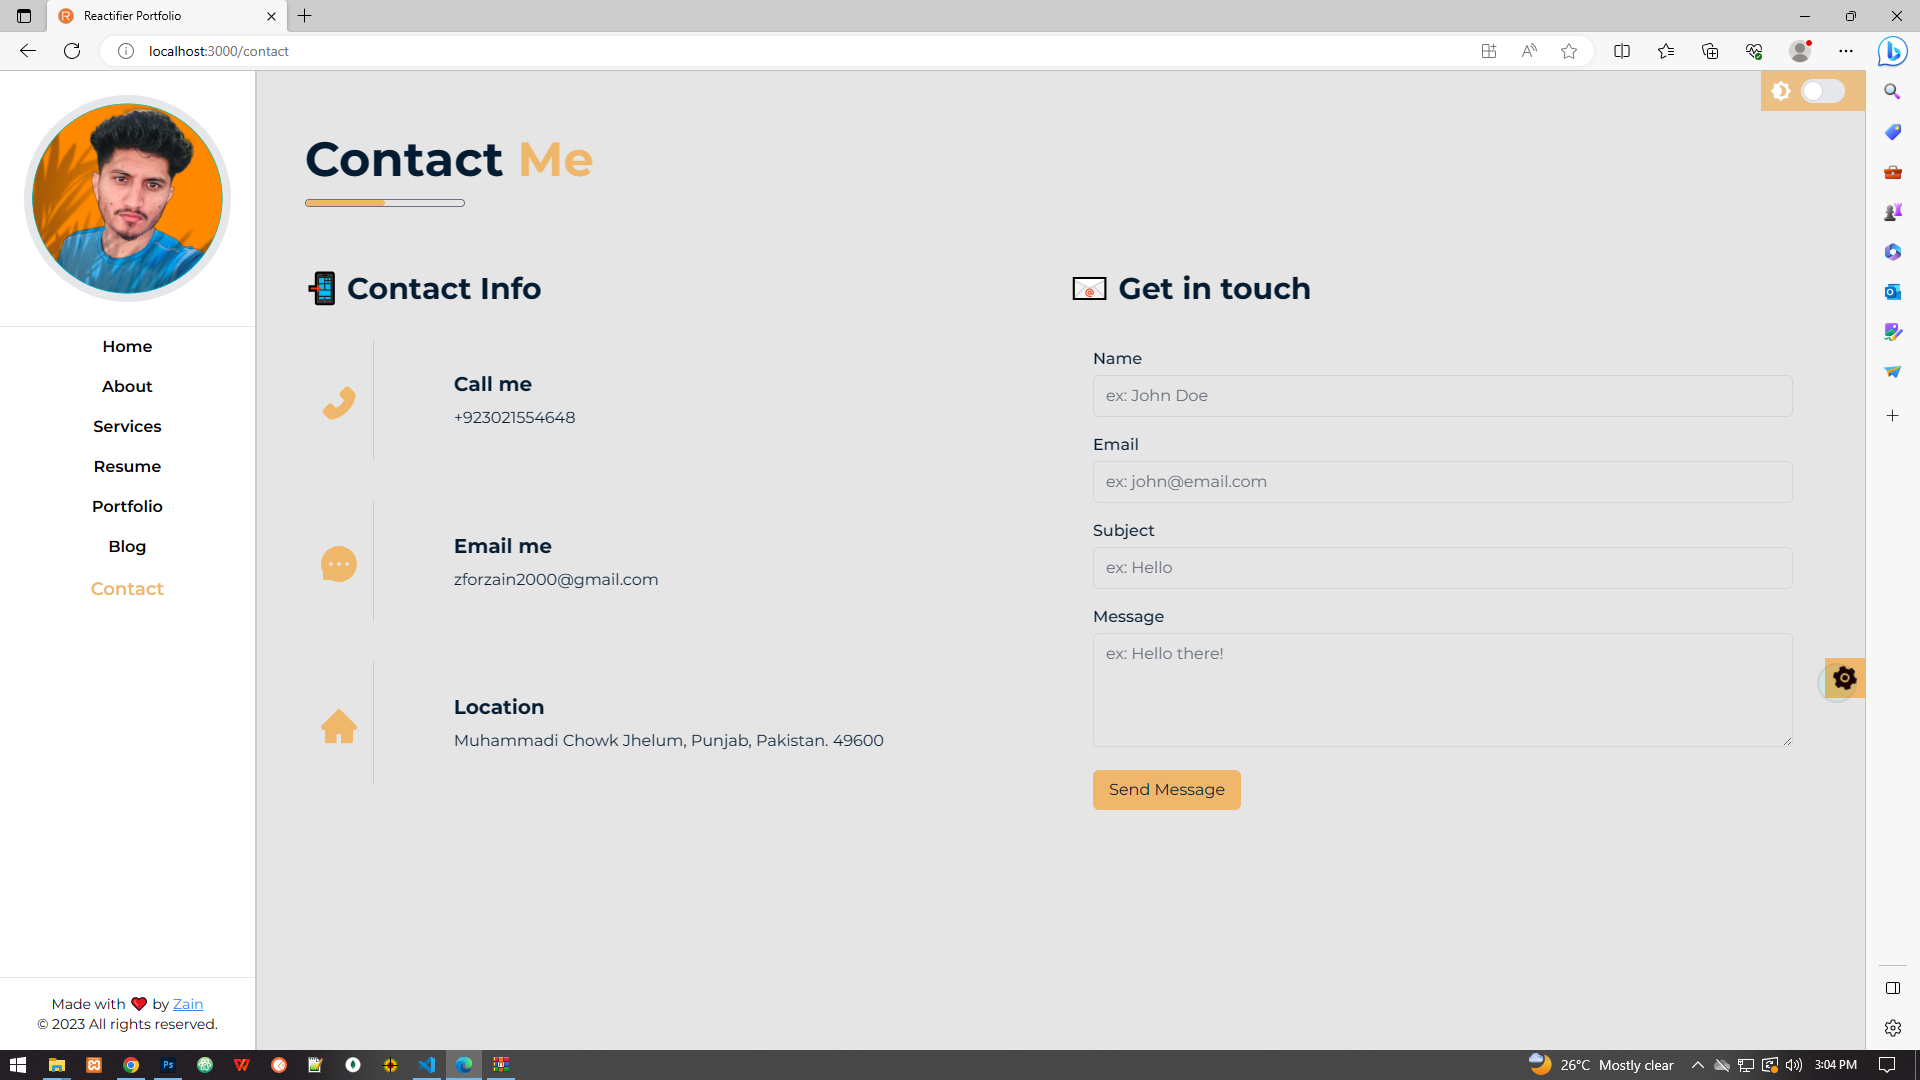 Reactifier Portfolio
localhost:3000/contact
Home
About
Services
Resume
Portfolio
Blog
Contact
Made with ❤️ by Zain
© 2023 All rights reserved.
Contact Me
📲 Contact Info
Call me
+923021554648
Email me
zforzain2000@gmail.com
Location
Muhammadi Chowk Jhelum, Punjab, Pakistan. 49600
📧 Get in touch
Name
ex: John Doe
Email
ex: john@email.com
Subject
ex: Hello
Message
ex: Hello there!
Send Message
26°C Mostly clear
3:04 PM